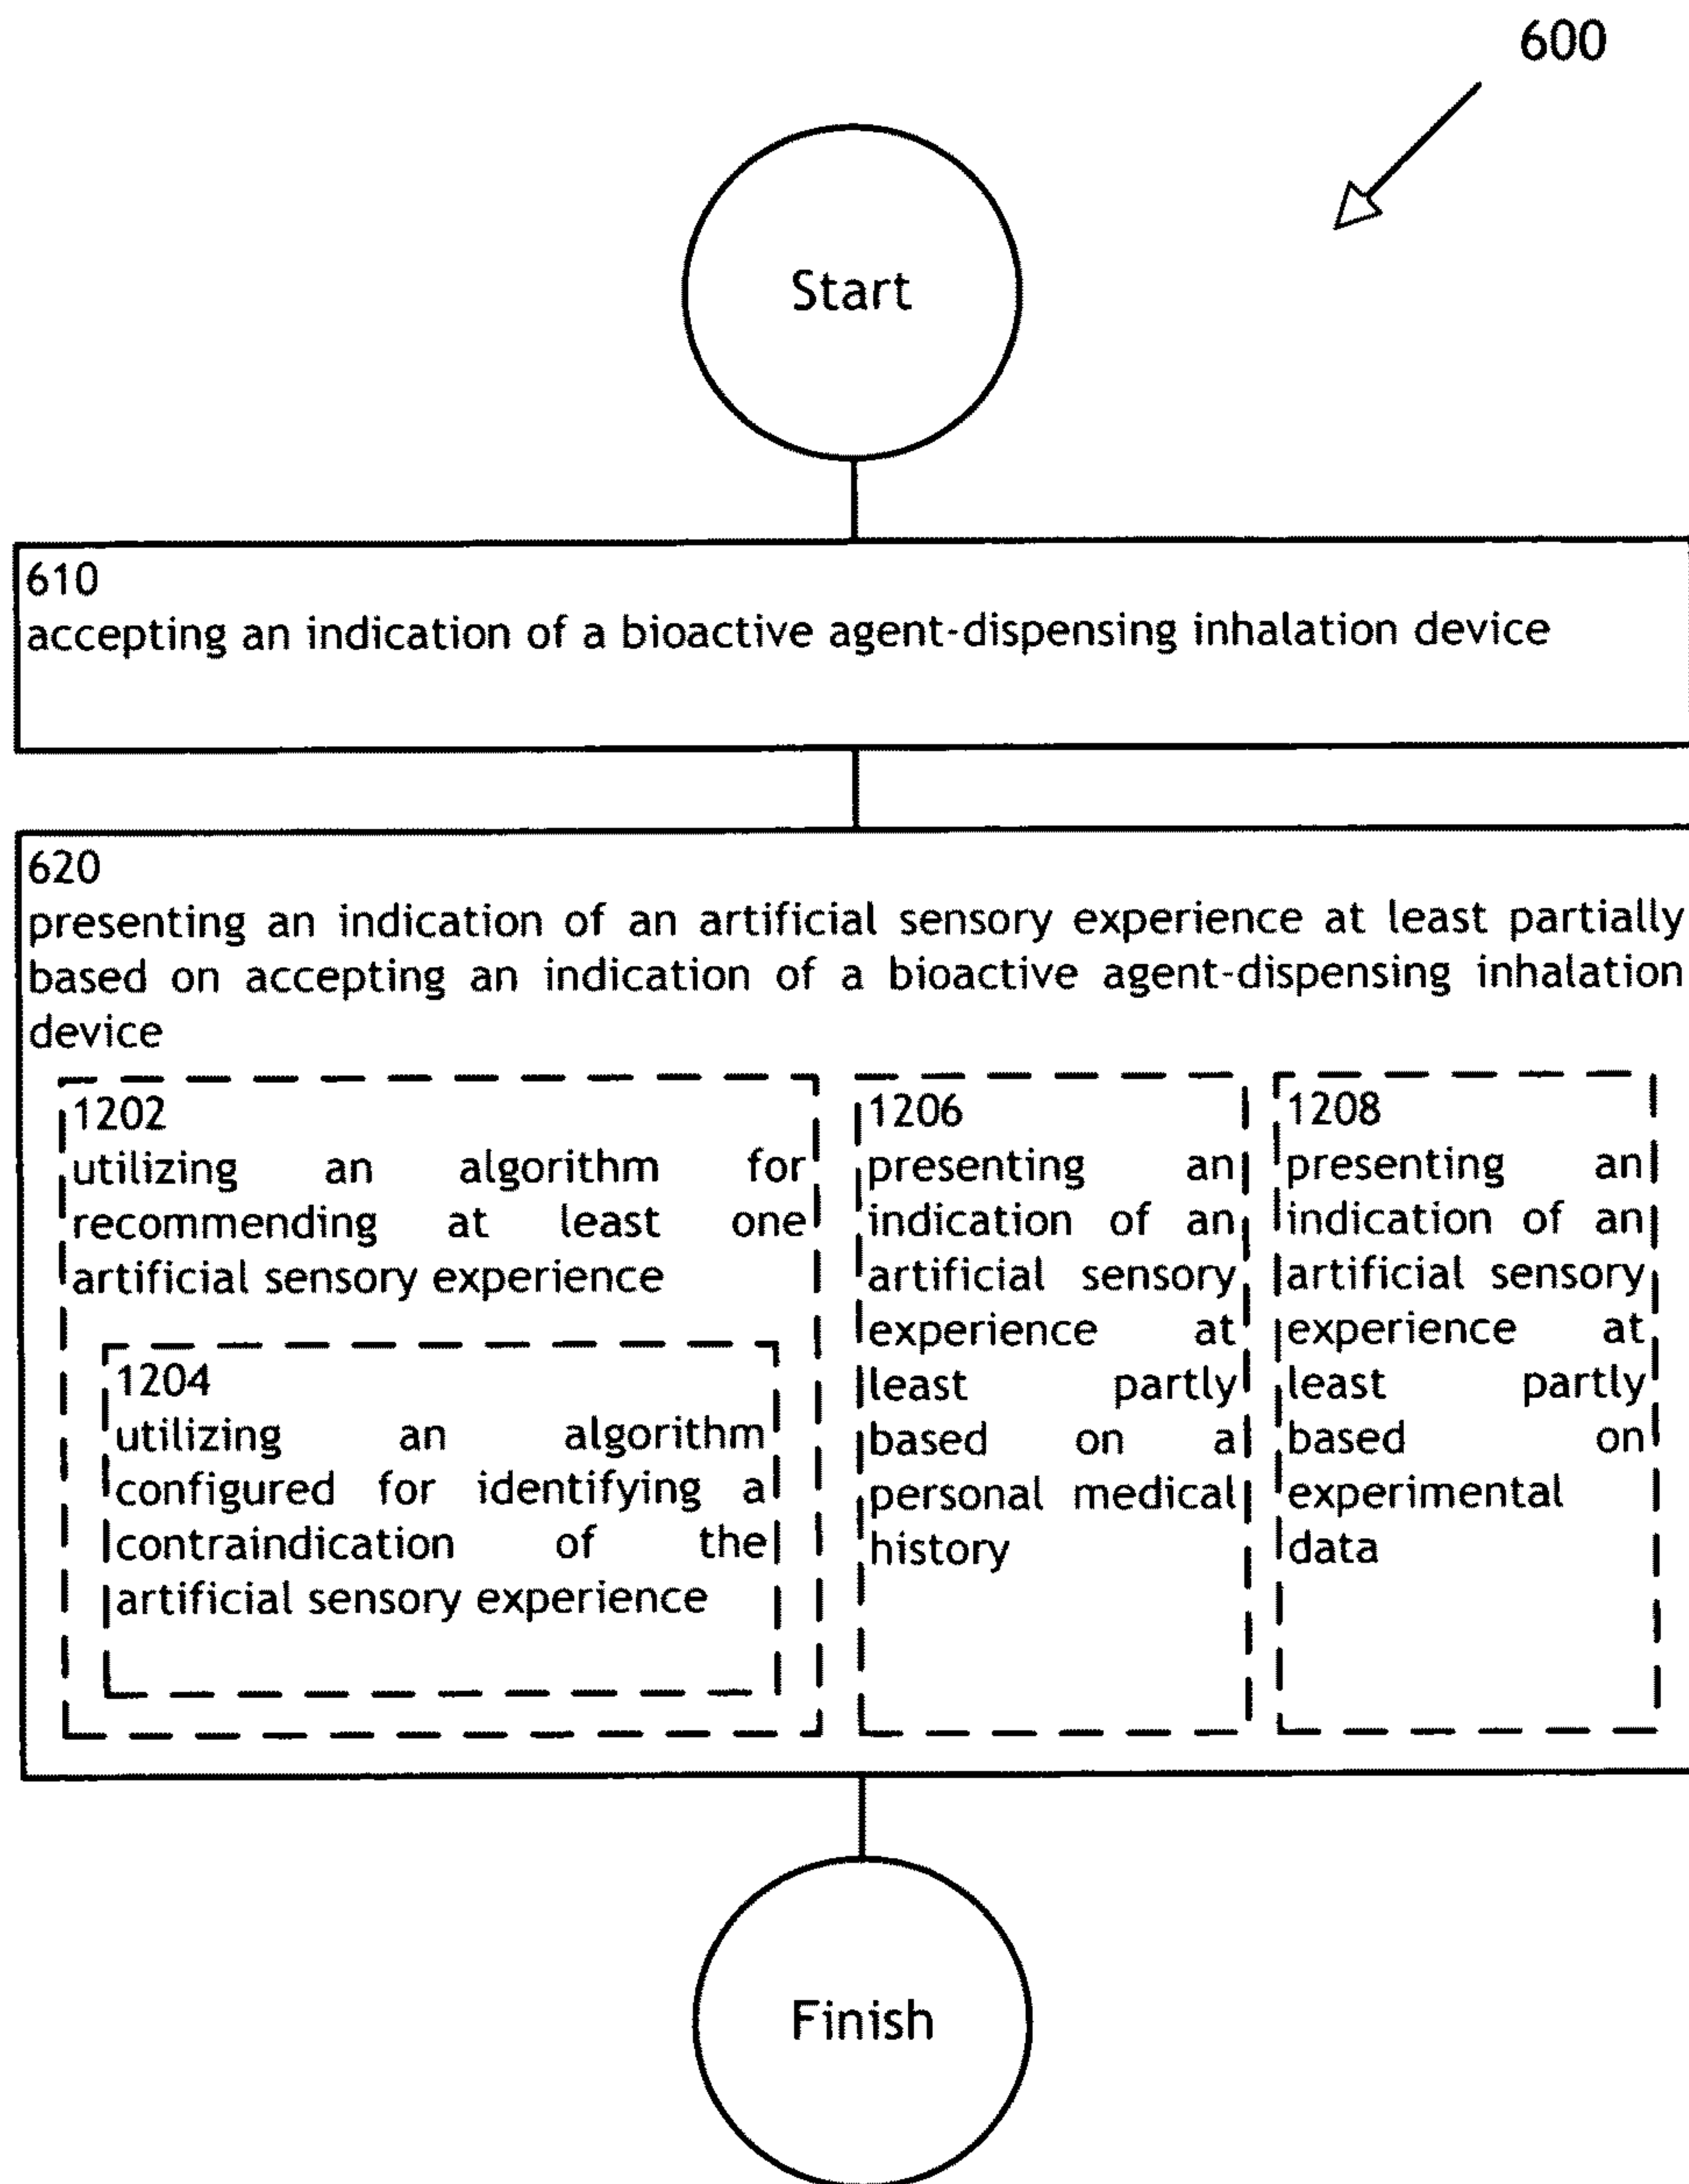 600
Start
610
accepting an indication of a bioactive agent-dispensing inhalation device
620
presenting an indication of an artificial sensory experience at least partially
based on accepting an indication of a bioactive agent-dispensing inhalation
device
1202
utilizing an algorithm for
recommending at least one
artificial sensory experience
1204
utilizing an algorithm
configured for identifying a
contraindication of the
artificial sensory experience
1206
presenting an
indication of an
artificial sensory
experience at
least partly
based on a
personal medical
history
1208
presenting an
indication of an
artificial sensory
experience at
least partly
based on
experimental
data
Finish